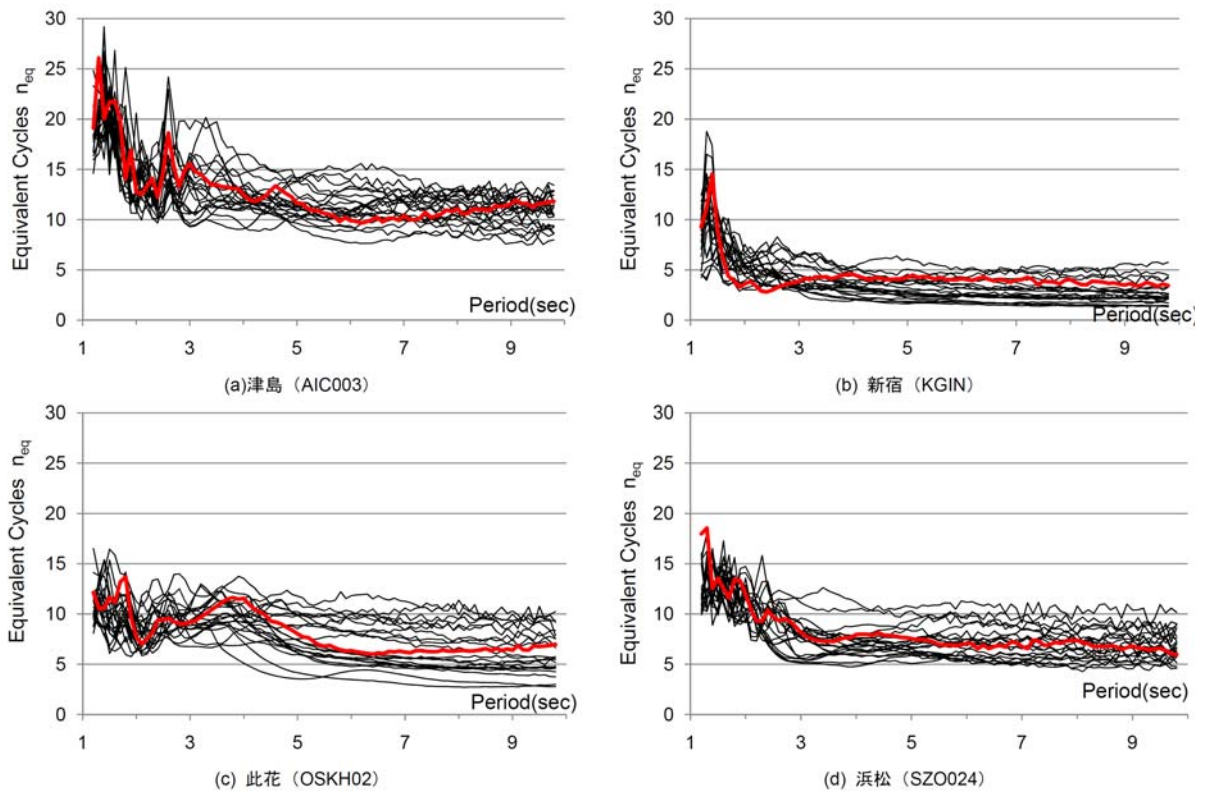 30
25
20
15
10
5
0
Equivalent Cycles neq
Period(sec)
1 3 5 7 9
(a)津島（AIC003）
30
25
20
15
10
5
0
Equivalent Cycles neq
Period(sec)
1 3 5 7 9
(b) 新宿（KGIN）
30
25
20
15
10
5
0
Equivalent Cycles neq
Period(sec)
1 3 5 7 9
(c) 此花（OSKH02）
30
25
20
15
10
5
0
Equivalent Cycles neq
Period(sec)
1 3 5 7 9
(d) 浜松（SZO024）